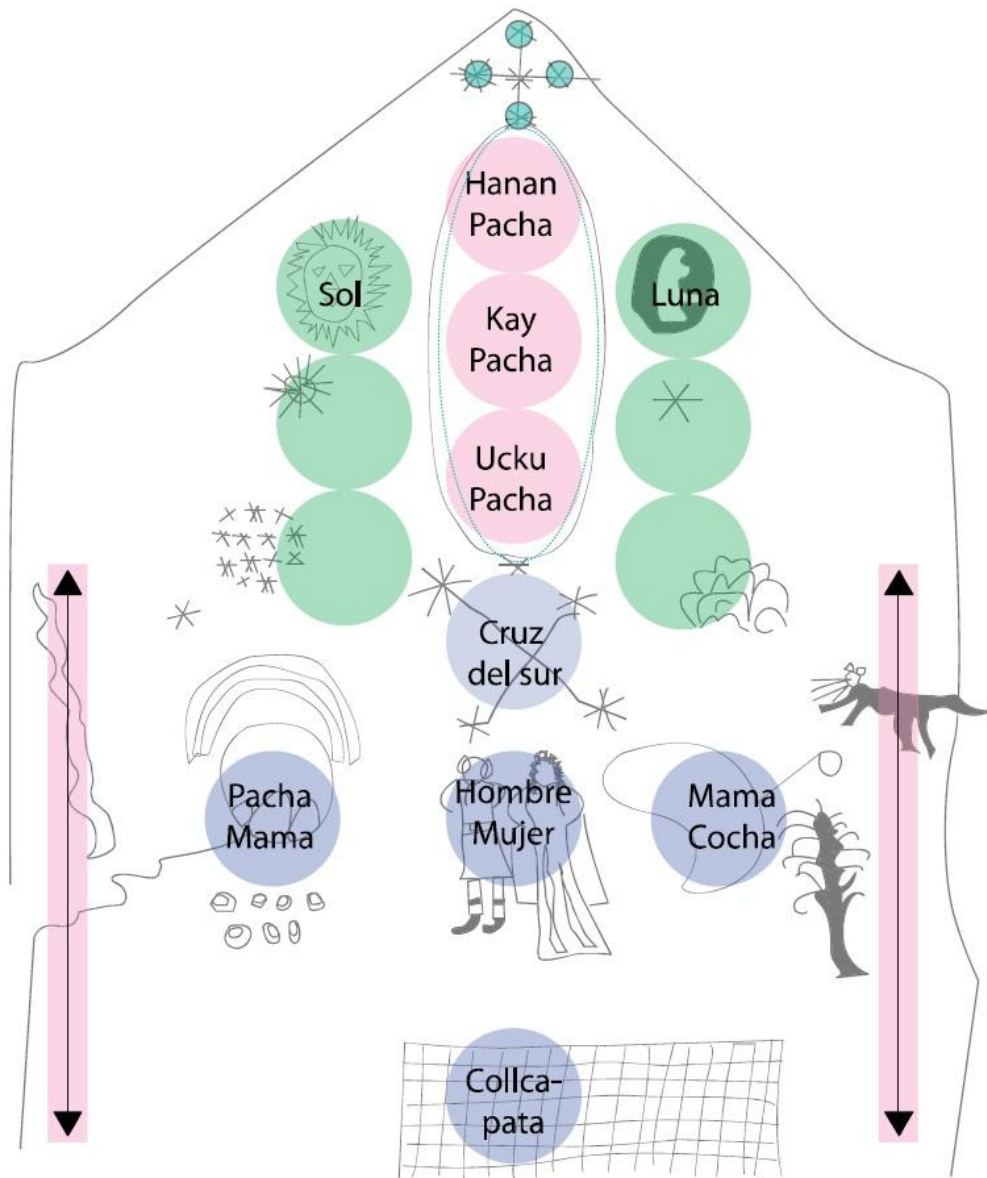 Hanan
Pacha
Sol
Luna
Kay
Pacha
Ucku
Pacha
Cruz
del sur
Pacha
Mama
Hombre
Mujer
Mama
Cocha
Collca-
pata